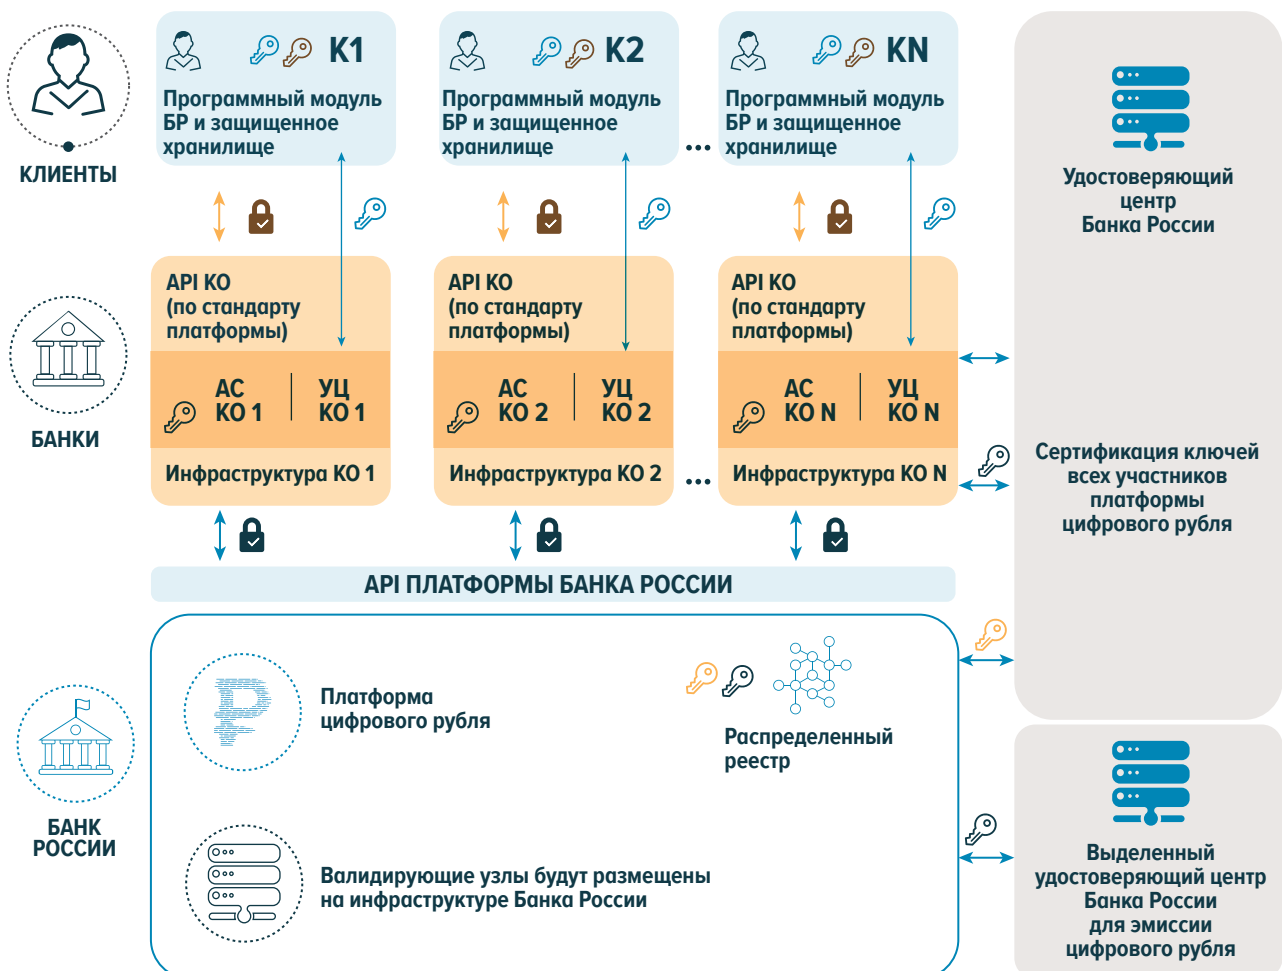 К1
К2
КN
Программный модуль
БР и защищенное
хранилище
Программный модуль
БР и защищенное
хранилище
...
Программный модуль
БР и защищенное
хранилище
КЛИЕНТЫ
Удостоверяющий
центр
Банка России
API КО
(по стандарту
платформы)
API КО
(по стандарту
платформы)
API КО
(по стандарту
платформы)
АС
КО 1
УЦ
КО 1
АС
КО 2
УЦ
КО 2
АС
КО N
УЦ
КО N
БАНКИ
Инфраструктура КО 1
Инфраструктура КО 2
...
Инфраструктура КО N
Сертификация ключей
всех участников
платформы
цифрового рубля
API ПЛАТФОРМЫ БАНКА РОССИИ
Платформа
цифрового рубля
Распределенный
реестр
БАНК
РОССИИ
Валидирующие узлы будут размещены
на инфраструктуре Банка России
Выделенный
удостоверяющий центр
Банка России
для эмиссии
цифрового рубля